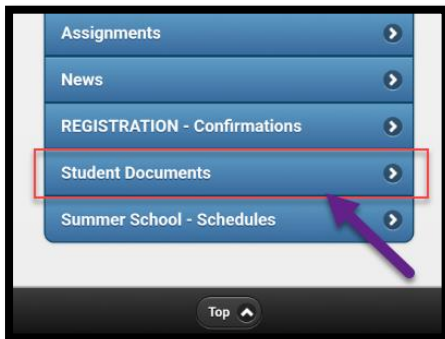 Assignments
News
REGISTRATION - Confirmations
Student Documents
Summer School - Schedules
Top